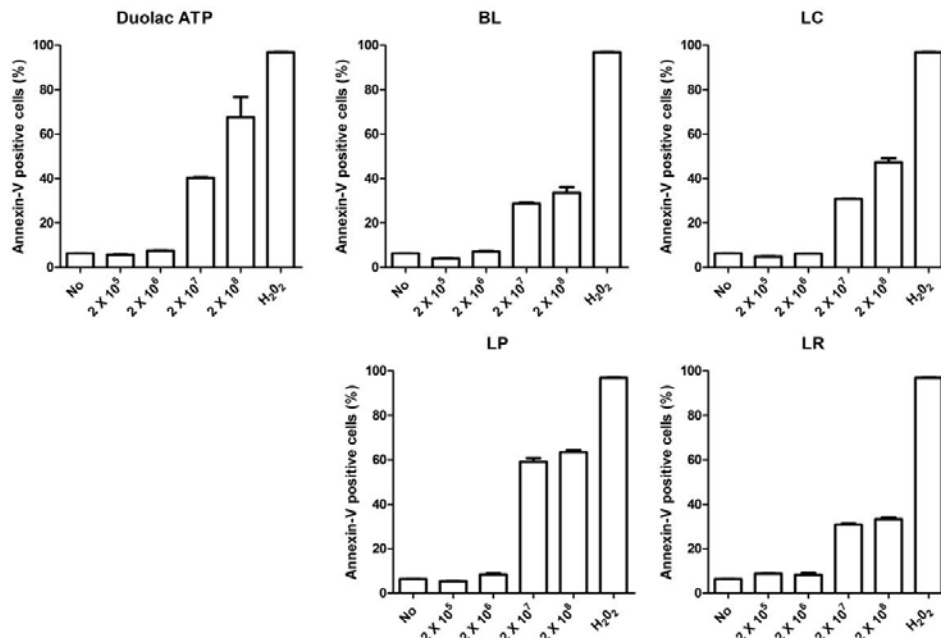 Duolac ATP
Annexin-V positive cells (%)
100
80
60
40
20
0
No
2 X 10⁵
2 X 10⁶
2 X 10⁷
2 X 10⁸
H₂O₂
BL
Annexin-V positive cells (%)
100
80
60
40
20
0
No
2 X 10⁵
2 X 10⁶
2 X 10⁷
2 X 10⁸
H₂O₂
LC
Annexin-V positive cells (%)
100
80
60
40
20
0
No
2 X 10⁵
2 X 10⁶
2 X 10⁷
2 X 10⁸
H₂O₂
LP
Annexin-V positive cells (%)
100
80
60
40
20
0
No
2 X 10⁵
2 X 10⁶
2 X 10⁷
2 X 10⁸
H₂O₂
LR
Annexin-V positive cells (%)
100
80
60
40
20
0
No
2 X 10⁵
2 X 10⁶
2 X 10⁷
2 X 10⁸
H₂O₂